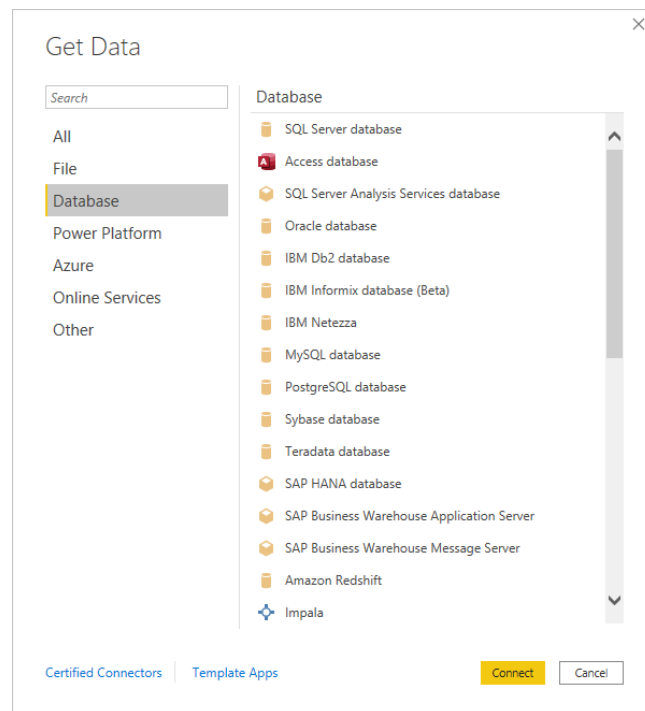 Get Data
Search
All
File
Database
Power Platform
Azure
Online Services
Other
Database
SQL Server database
Access database
SQL Server Analysis Services database
Oracle database
IBM Db2 database
IBM Informix database (Beta)
IBM Netezza
MySQL database
PostgreSQL database
Sybase database
Teradata database
SAP HANA database
SAP Business Warehouse Application Server
SAP Business Warehouse Message Server
Amazon Redshift
Impala
Certified Connectors
Template Apps
Connect
Cancel